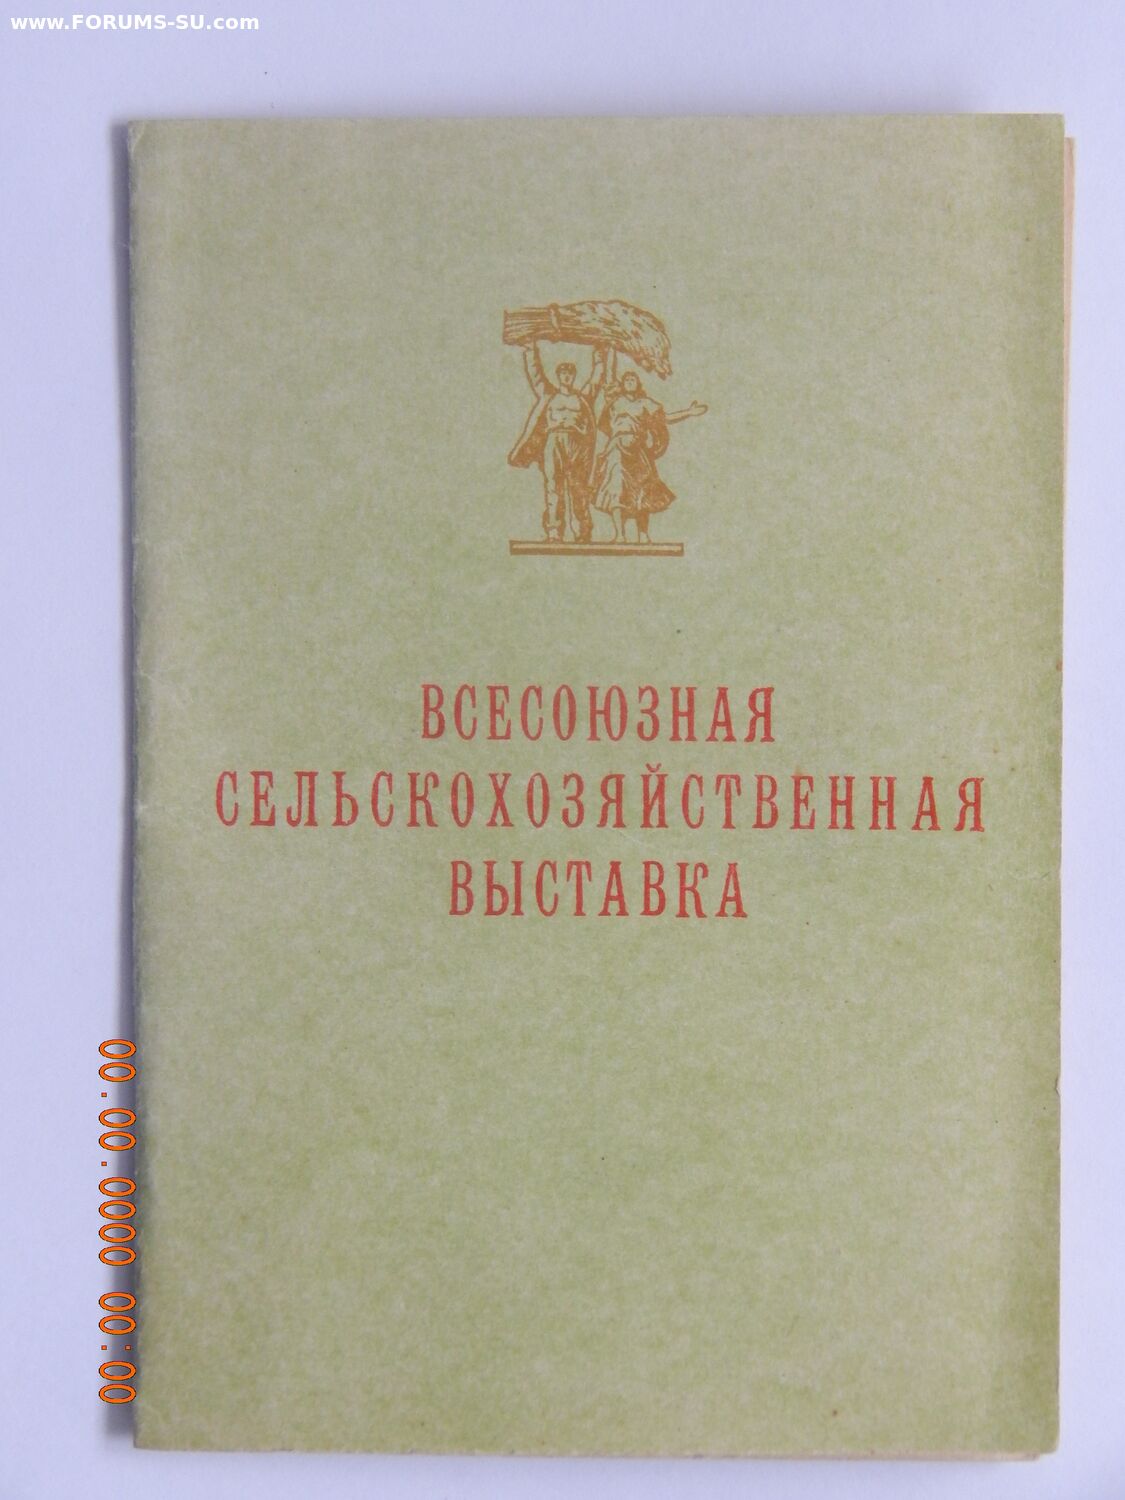 www.FORUMS-SU.com
ВСЕСОЮЗНАЯ
СЕЛЬСКОХОЗЯЙСТВЕННАЯ
ВЫСТАВКА
00:00 0000.00.00